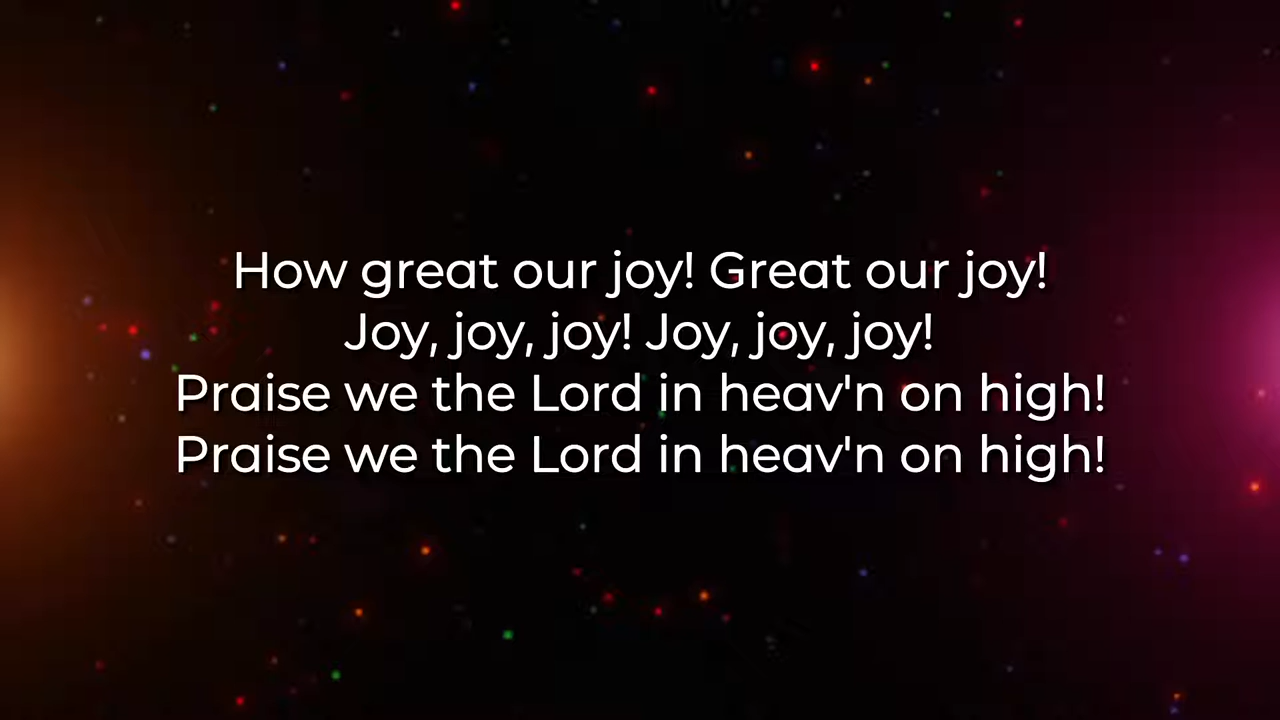 How great our joy! Great our joy!
Joy, joy, joy! Joy, joy, joy!
Praise we the Lord in heav'n on high!
Praise we the Lord in heav'n on high!